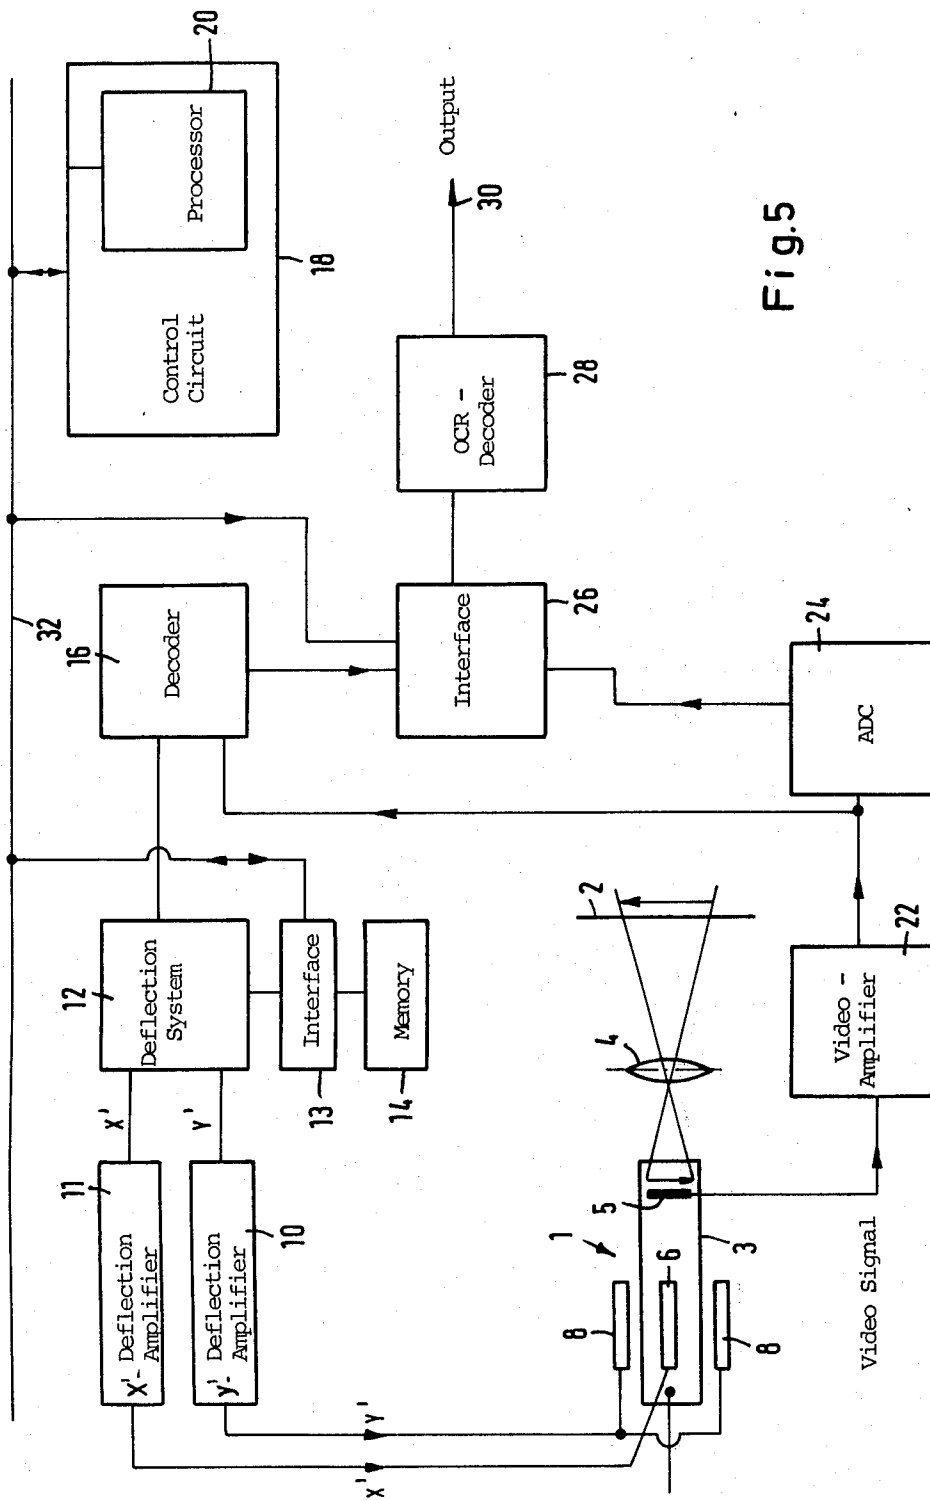 X'- Deflection
Amplifier
11
y'- Deflection
Amplifier
10
X'
y'
X'
y'
Deflection
System
12
Interface
13
Memory
14
Decoder
16
32
Control
Circuit
18
Processor
20
Interface
26
OCR -
Decoder
28
30
Output
1
2
3
4
5
6
8
8
Video Signal
Video -
Amplifier
22
ADC
24
Fig.5